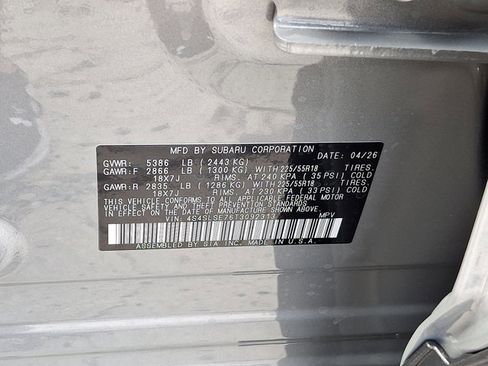 MFD BY SUBARU CORPORATION DATE: 04/26
GVWR: 5386 LB (2443 KG)
GAWR: F 2866 LB (1300 KG) WITH 225/55R18 TIRES,
18X7J RIMS, AT 240 KPA (35 PSI) COLD
GAWR: R 2835 LB (1286 KG) WITH 225/55R18 TIRES,
18X7J RIMS, AT 230 KPA (33 PSI) COLD
THIS VEHICLE CONFORMS TO ALL APPLICABLE FEDERAL MOTOR
VEHICLE SAFETY AND THEFT PREVENTION STANDARDS
IN EFFECT ON THE DATE OF MANUFACTURE SHOWN ABOVE.
VIN: 4S4SLSE76T3092313 MPV
ASSEMBLED BY SIA INC. MADE IN U.S.A.